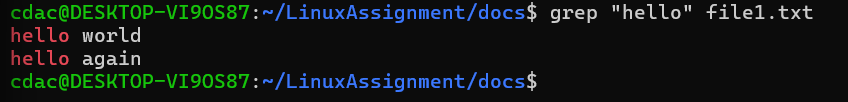 cdac@DESKTOP-VI9OS87:~/LinuxAssignment/docs$ grep "hello" file1.txt
hello world
hello again
cdac@DESKTOP-VI9OS87:~/LinuxAssignment/docs$